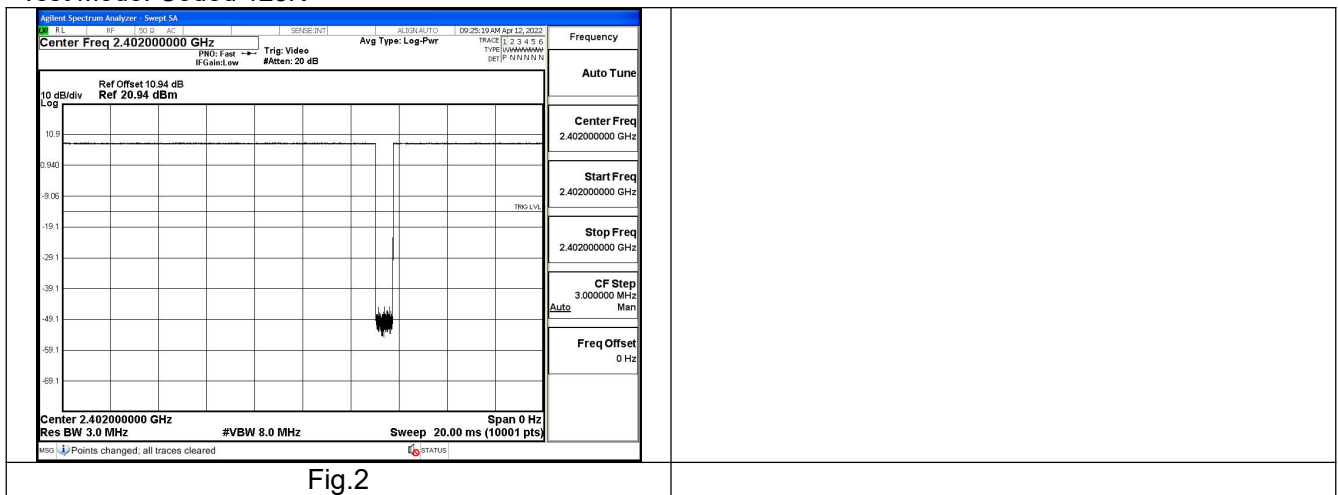 Agilent Spectrum Analyzer - Swept SA
RL RF 50 Ω AC SENSE:INT ALIGN AUTO 09:25:19 AM Apr 12, 2022
Center Freq 2.402000000 GHz
PNO: Fast
IFGain:Low
Trig: Video
#Atten: 20 dB
Avg Type: Log-Pwr
TRACE 1 2 3 4 5 6
TYPE
DET P N N N N N
Ref Offset 10.94 dB
10 dB/div Ref 20.94 dBm
Log
10.9
0.940
-9.06
-19.1
-29.1
-39.1
-49.1
-59.1
-69.1
TRIG LVL
Center 2.402000000 GHz Span 0 Hz
Res BW 3.0 MHz #VBW 8.0 MHz Sweep 20.00 ms (10001 pts)
MSG Points changed; all traces cleared STATUS
Frequency
Auto Tune
Center Freq
2.402000000 GHz
Start Freq
2.402000000 GHz
Stop Freq
2.402000000 GHz
CF Step
3.000000 MHz
Auto Man
Freq Offset
0 Hz
Fig.2